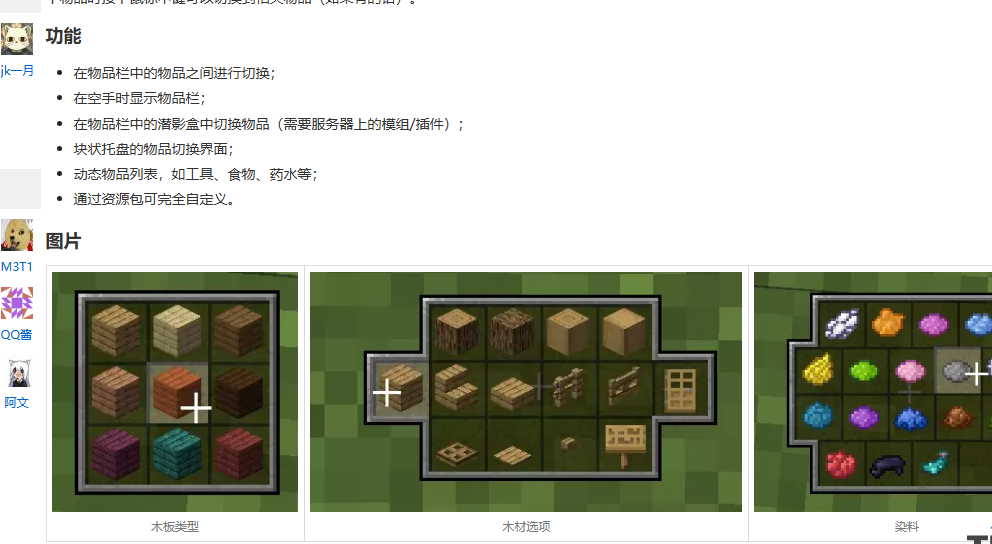 功能
jk一月
在物品栏中的物品之间进行切换；
在空手时显示物品栏；
在物品栏中的潜影盒中切换物品（需要服务器上的模组/插件）；
块状托盘的物品切换界面；
动态物品列表，如工具、食物、药水等；
通过资源包可完全自定义。
图片
M3T1
QQ酱
阿文
木板类型
木材选项
染料